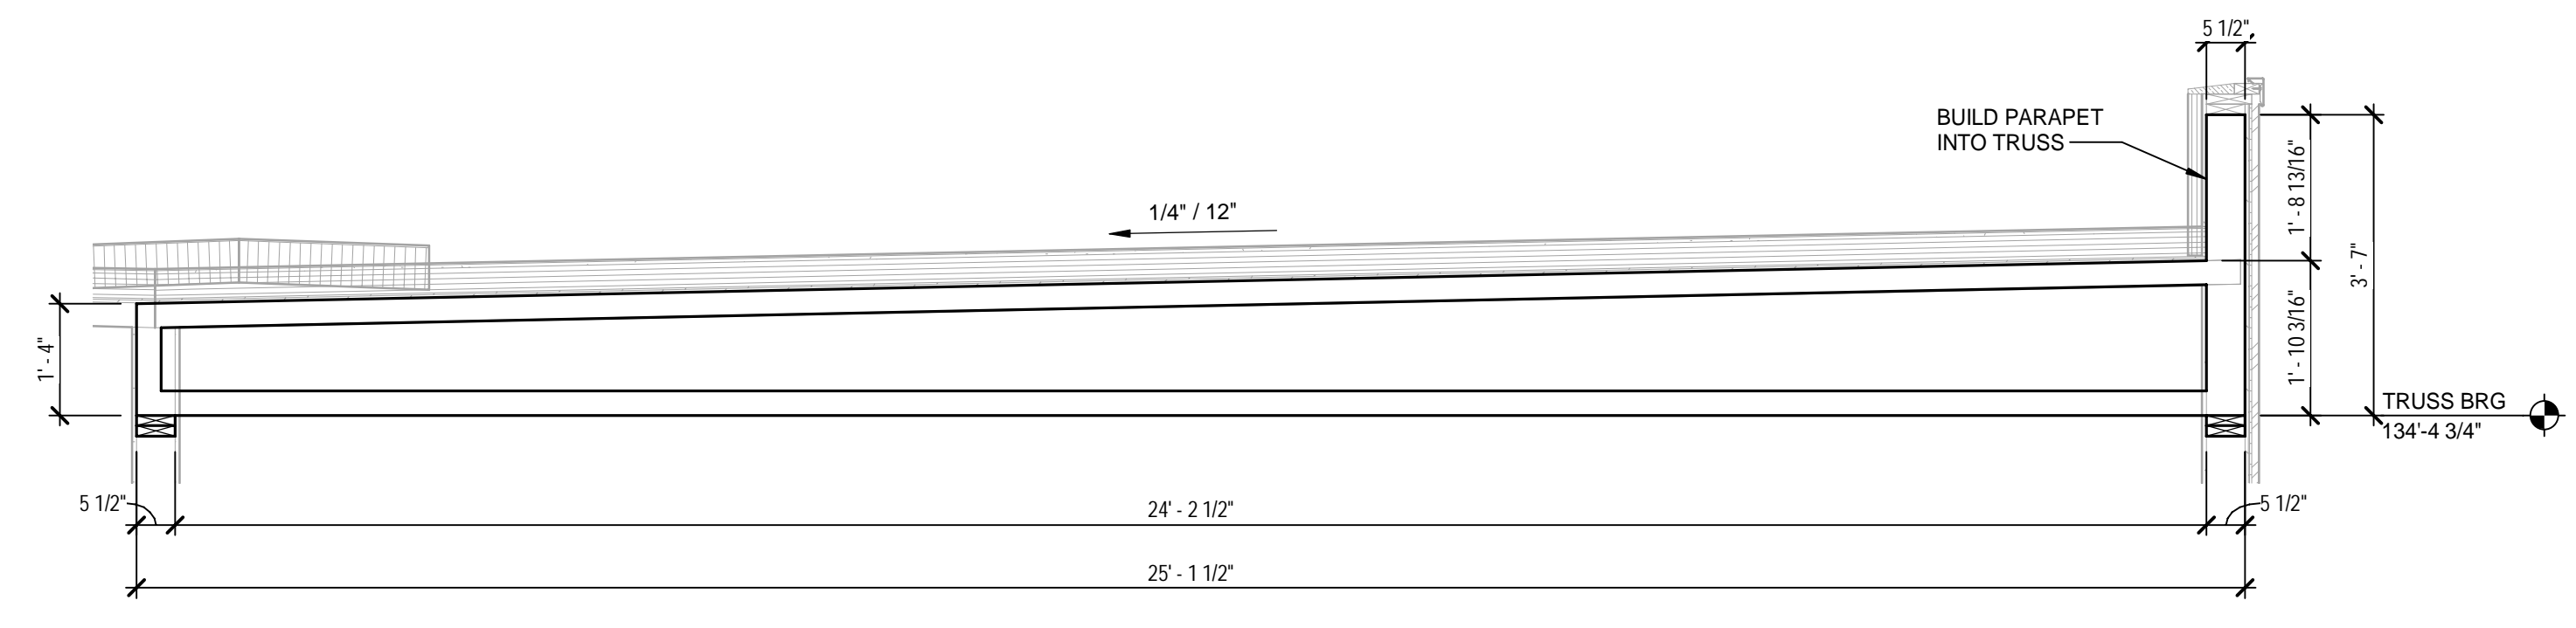 5 1/2"
BUILD PARAPET
INTO TRUSS
1/4" / 12"
1' - 8 13/16"
3' - 7"
1' - 10 3/16"
1' - 4"
TRUSS BRG
134'-4 3/4"
5 1/2"
24' - 2 1/2"
5 1/2"
25' - 1 1/2"